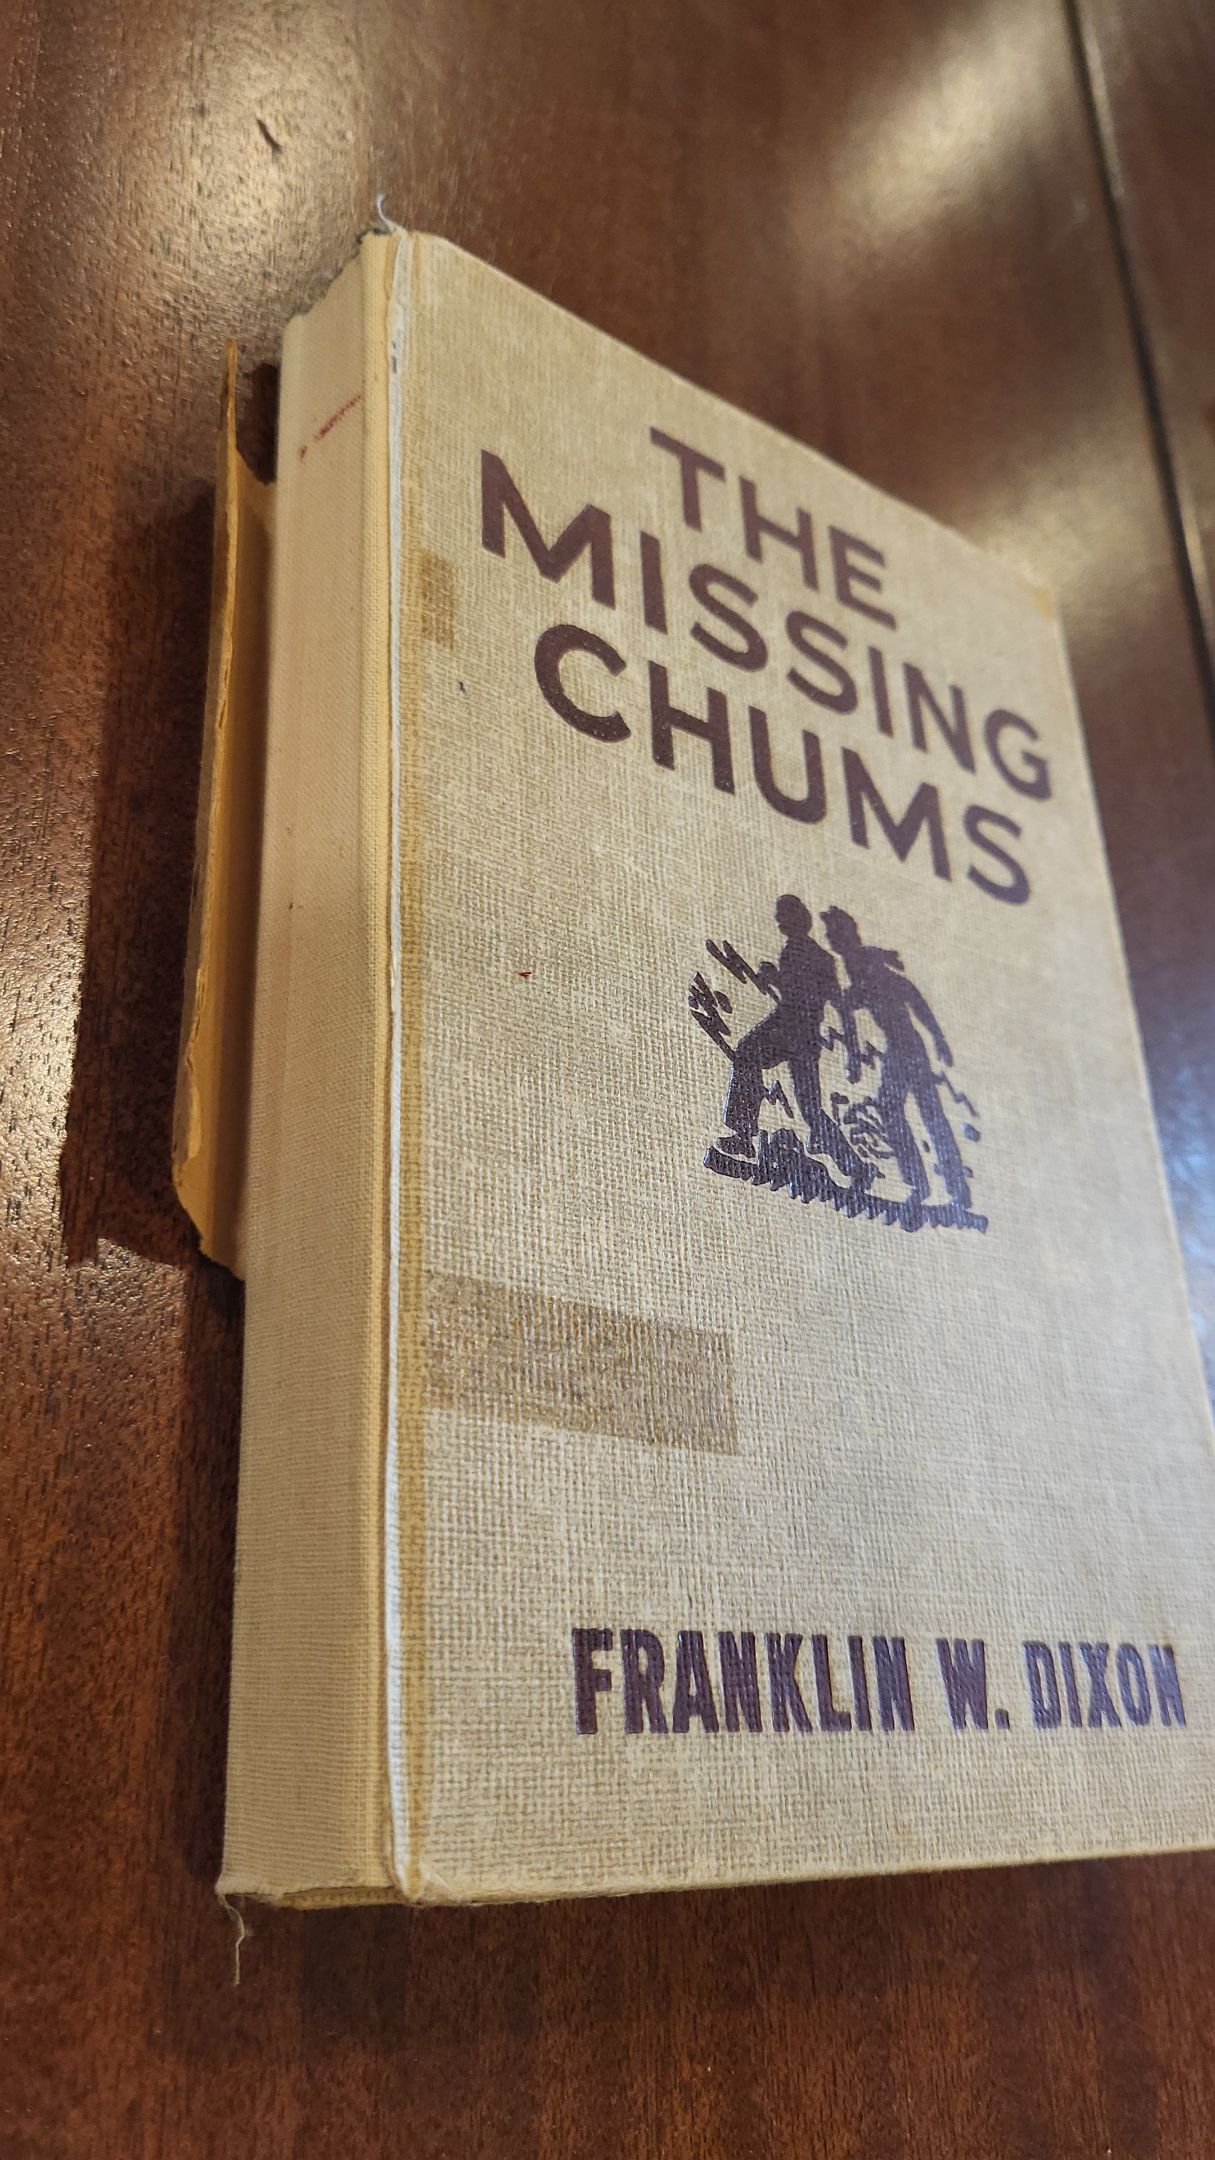 THE
MISSING
CHUMS
FRANKLIN W. DIXON